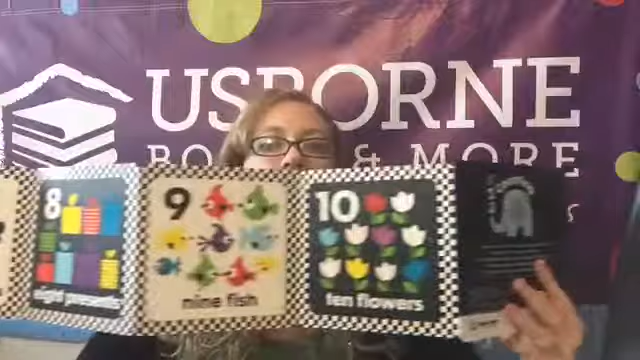 USBORNE
BOOKS & MORE
8
eight presents
9
nine fish
10
ten flowers